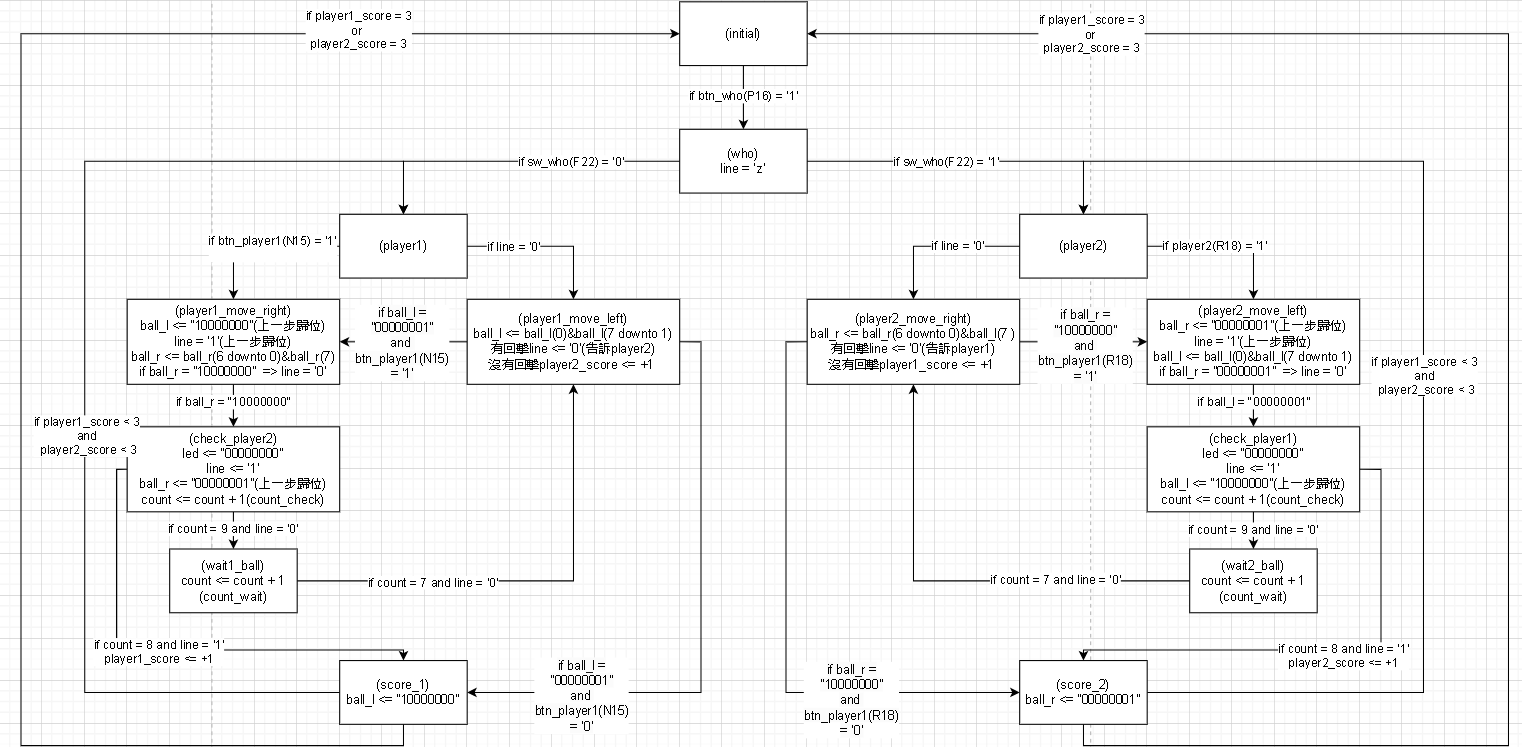 if player1_score = 3
or
player2_score = 3
(initial)
if player1_score = 3
or
player2_score = 3
if btn_who(P16) = '1'
(who)
line = 'z'
if sw_who(F22) = '0'
if sw_who(F22) = '1'
(player1)
if btn_player1(N15) = '1'
if line = '0'
(player2)
if line = '0'
if player2(R18) = '1'
(player1_move_right)
ball_l <= "10000000"(上一步歸位)
line = '1'(上一步歸位)
ball_r <= ball_r(6 downto 0)&ball_r(7)
if ball_r = "10000000" => line = '0'
if ball_l =
"00000001"
and
btn_player1(N15)
= '1'
(player1_move_left)
ball_l <= ball_l(0)&ball_l(7 downto 1)
有回擊line <= '0'(告訴player2)
沒有回擊player2_score <= +1
(player2_move_right)
ball_r <= ball_r(6 downto 0)&ball_r(7 )
有回擊line <= '0'(告訴player1)
沒有回擊player1_score <= +1
if ball_r =
"10000000"
and
btn_player1(R18)
= '1'
(player2_move_left)
ball_r <= "00000001"(上一步歸位)
line = '1'(上一步歸位)
ball_l <= ball_l(0)&ball_l(7 downto 1)
if ball_r = "00000001" => line = '0'
if player1_score < 3
and
player2_score < 3
if ball_r = "10000000"
if ball_l = "00000001"
if player1_score < 3
and
player2_score < 3
(check_player2)
led <= "00000000"
line <= '1'
ball_r <= "00000001"(上一步歸位)
count <= count + 1(count_check)
(check_player1)
led <= "00000000"
line <= '1'
ball_l <= "10000000"(上一步歸位)
count <= count + 1(count_check)
if count = 9 and line = '0'
if count = 9 and line = '0'
(wait1_ball)
count <= count + 1
(count_wait)
if count = 7 and line = '0'
if count = 7 and line = '0'
(wait2_ball)
count <= count + 1
(count_wait)
if count = 8 and line = '1'
player1_score <= +1
if count = 8 and line = '1'
player2_score <= +1
(score_1)
ball_l <= "10000000"
if ball_l =
"00000001"
and
btn_player1(N15)
= '0'
if ball_r =
"10000000"
and
btn_player1(R18)
= '0'
(score_2)
ball_r <= "00000001"